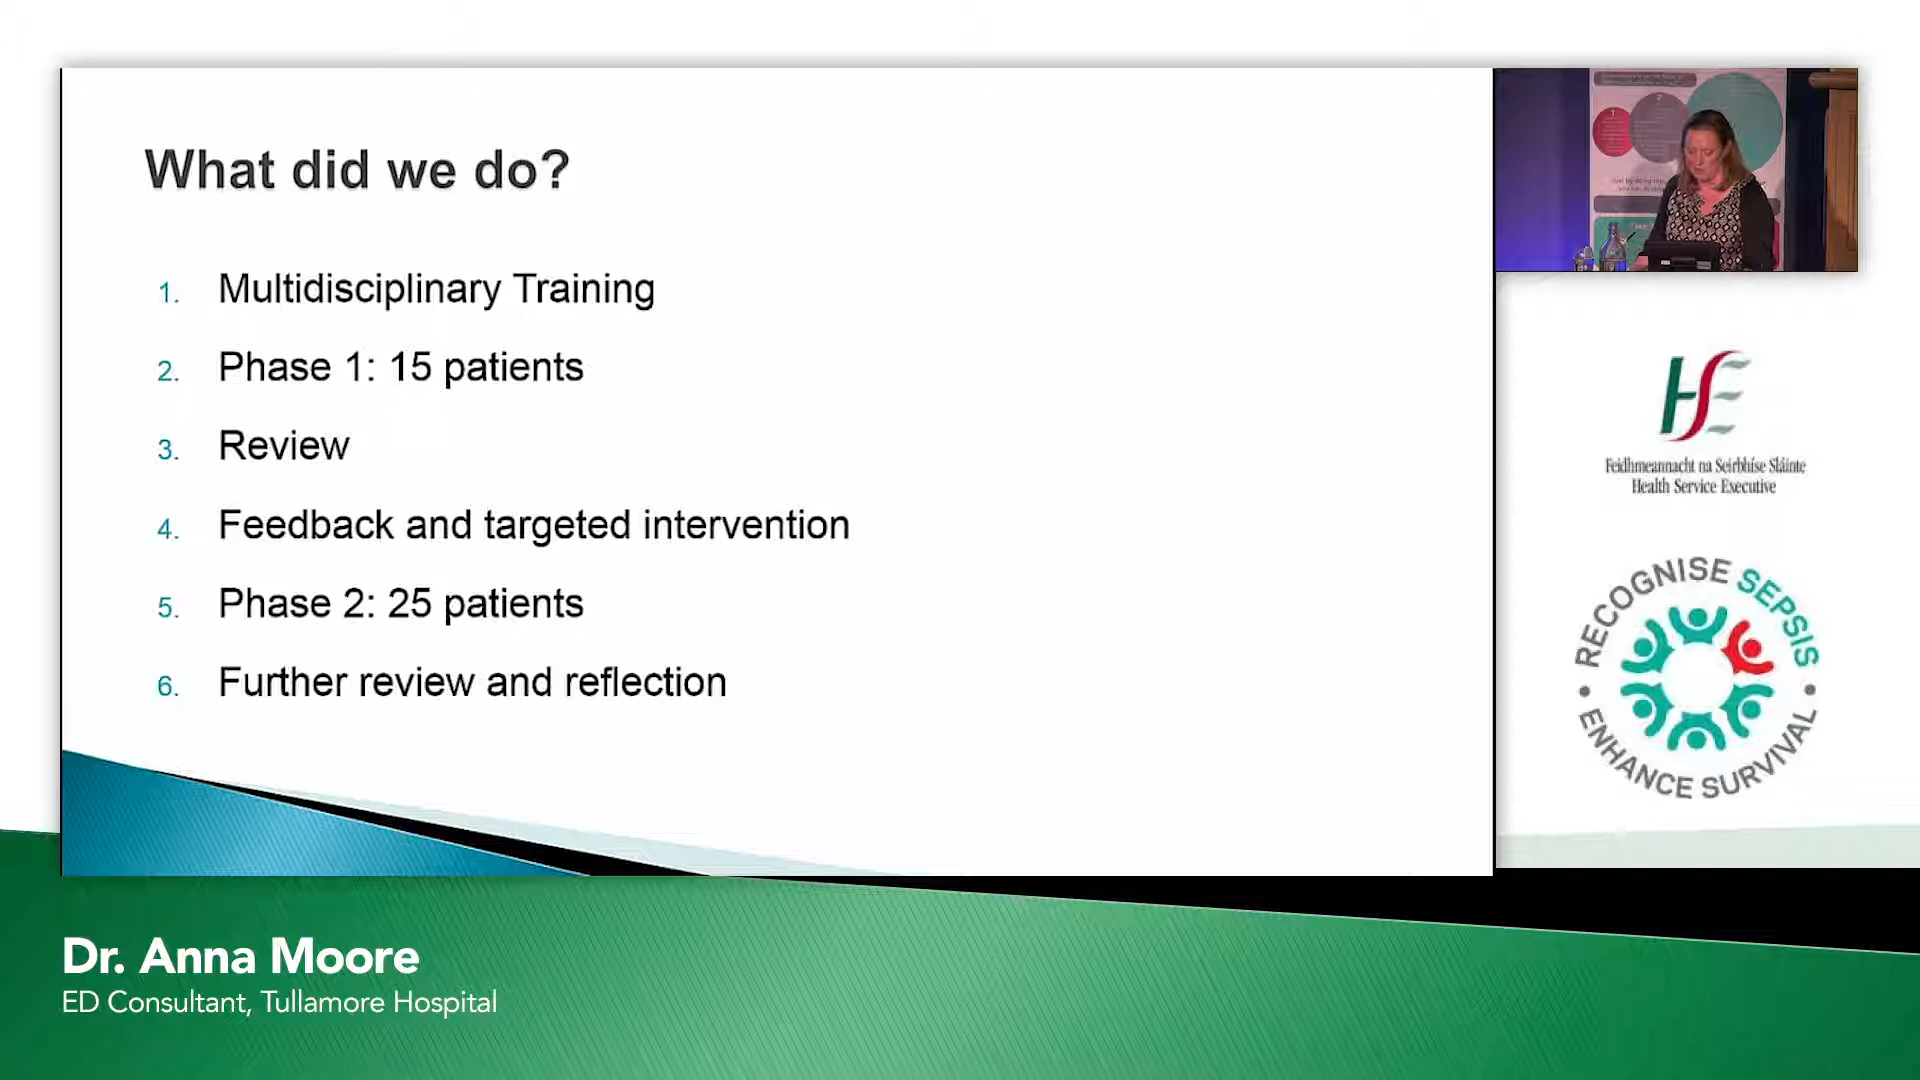 What did we do?
1. Multidisciplinary Training
2. Phase 1: 15 patients
3. Review
4. Feedback and targeted intervention
5. Phase 2: 25 patients
6. Further review and reflection
HSE
Feidhmeannacht na Seirbhíse Sláinte
Health Service Executive
RECOGNISE SEPSIS
• ENHANCE SURVIVAL •
Dr. Anna Moore
ED Consultant, Tullamore Hospital